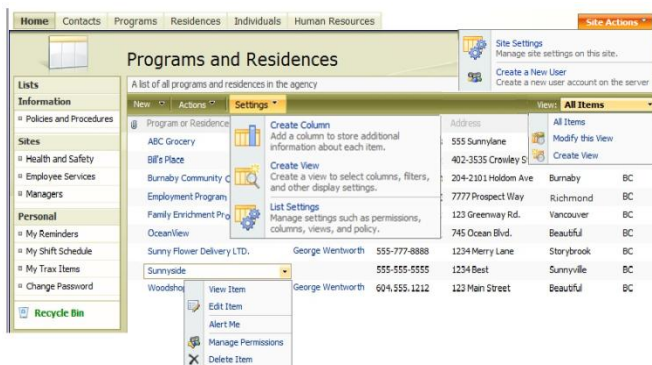 Home Contacts Programs Residences Individuals Human Resources Site Actions
Site Settings
Manage site settings on this site.
Create a New User
Create a new user account on the server
Programs and Residences
A list of all programs and residences in the agency
Lists
Information
Policies and Procedures
Sites
Health and Safety
Employee Services
Managers
Personal
My Reminders
My Shift Schedule
My Trax Items
Change Password
Recycle Bin
New Actions Settings View: All Items
Create Column
Add a column to store additional
information about each item.
Create View
Create a view to select columns, filters,
and other display settings.
List Settings
Manage settings such as permissions,
columns, views, and policy.
All Items
Modify this View
Create View
Program or Residence Address
ABC Grocery 555 Sunnylane
Bill's Place 402-3535 Crowley S
Burnaby Community 204-2101 Holdom Ave Burnaby BC
Employment Program 7777 Prospect Way Richmond BC
Family Enrichment Pro 123 Greenway Rd. Vancouver BC
OceanView 745 Ocean Blvd. Beautiful BC
Sunny Flower Delivery LTD. George Wentworth 555-777-8888 1234 Merry Lane Storybrook BC
Sunnyside 555-555-5555 1234 Best Sunnyville BC
Woodshop George Wentworth 604.555.1212 123 Main Street Beautiful BC
View Item
Edit Item
Alert Me
Manage Permissions
Delete Item